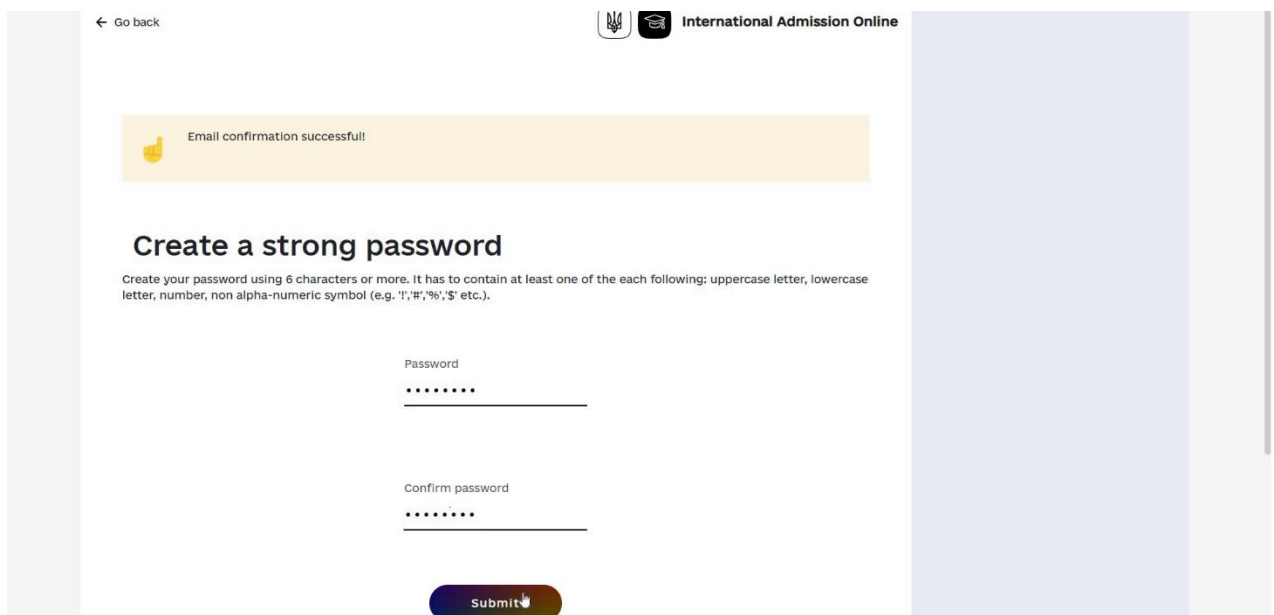 ← Go back
International Admission Online
Email confirmation successful!
Create a strong password
Create your password using 6 characters or more. It has to contain at least one of the each following: uppercase letter, lowercase
letter, number, non alpha-numeric symbol (e.g. '!','#','%','$' etc.).
Password
••••••••
Confirm password
••••••••
Submit